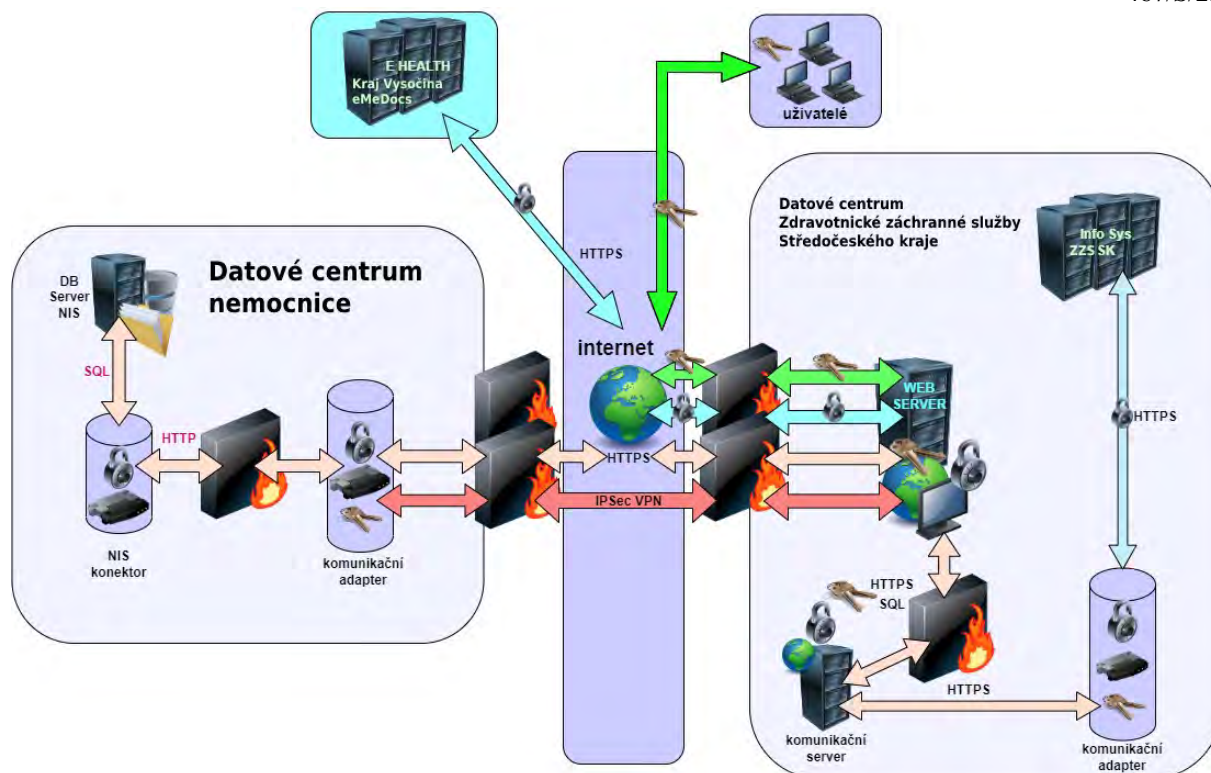 E HEALTH
Kraj Vysočina
eMeDocs
uživatelé
Datové centrum
Zdravotnické záchranné služby
Středočeského kraje
Info Sys
ZZS SK
HTTPS
Datové centrum
nemocnice
DB
Server
NIS
SQL
HTTP
NIS
konektor
komunikační
adapter
internet
HTTPS
IPSec VPN
WEB
SERVER
HTTPS
HTTPS
SQL
HTTPS
komunikační
server
komunikační
adapter